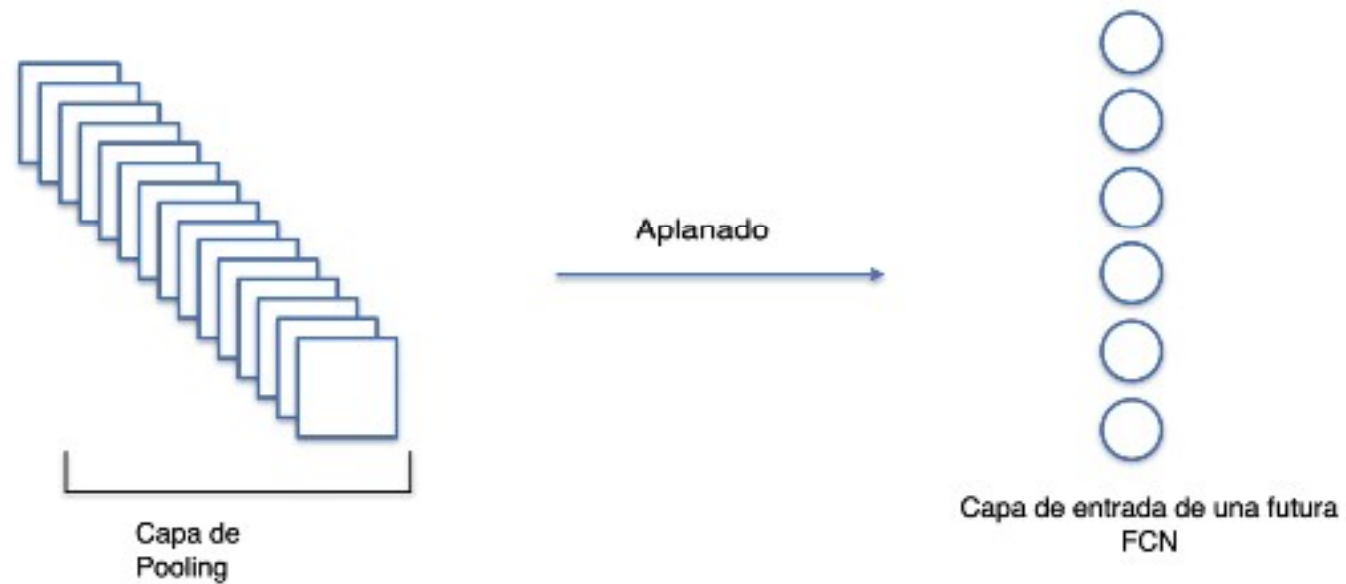 Aplanado
Capa de
Pooling
Capa de entrada de una futura
FCN